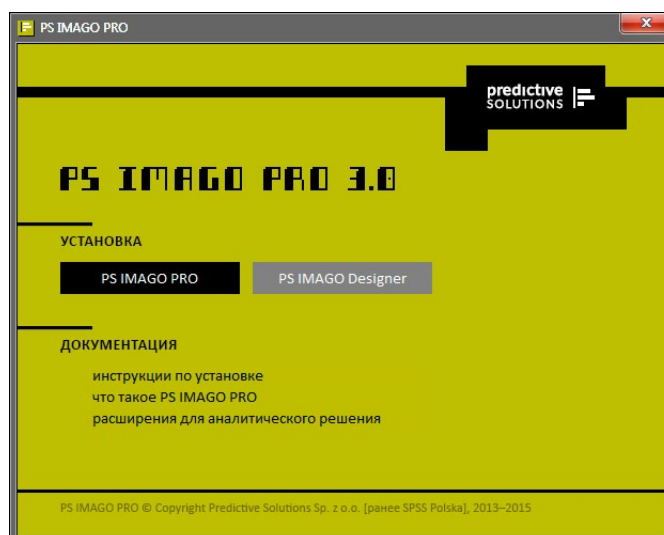 PS IMAGO PRO
predictive
SOLUTIONS
PS IMAGO PRO 3.0
УСТАНОВКА
PS IMAGO PRO
PS IMAGO Designer
ДОКУМЕНТАЦИЯ
инструкции по установке
что такое PS IMAGO PRO
расширения для аналитического решения
PS IMAGO PRO © Copyright Predictive Solutions Sp. z o.o. [ранее SPSS Polska], 2013–2015